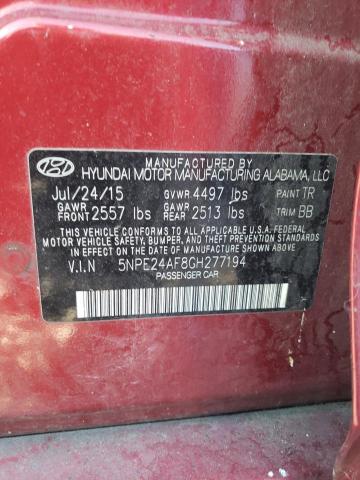 MANUFACTURED BY
HYUNDAI MOTOR MANUFACTURING ALABAMA, LLC
Jul/24/15 GVWR 4497 lbs PAINT TR
GAWR FRONT 2557 lbs GAWR REAR 2513 lbs TRIM BB
THIS VEHICLE CONFORMS TO ALL APPLICABLE U.S.A. FEDERAL
MOTOR VEHICLE SAFETY, BUMPER, AND THEFT PREVENTION STANDARDS
IN EFFECT ON THE DATE OF MANUFACTURE SHOWN ABOVE.
V.I.N 5NPE24AF8GH277194
PASSENGER CAR